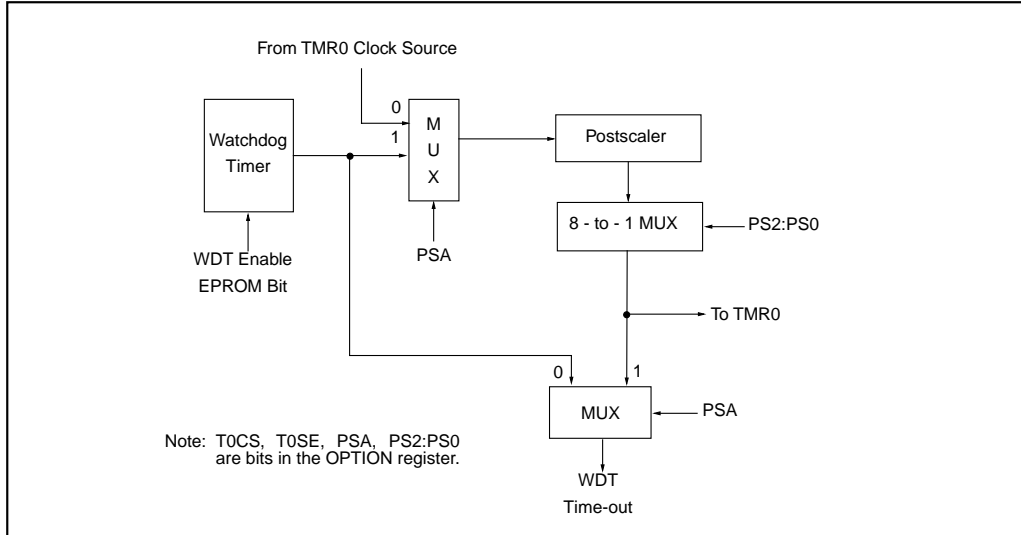 From TMR0 Clock Source
0
1
M
U
X
Watchdog
Timer
Postscaler
8 - to - 1 MUX
PS2:PS0
PSA
WDT Enable
EPROM Bit
To TMR0
0
1
MUX
PSA
Note: T0CS, T0SE, PSA, PS2:PS0
are bits in the OPTION register.
WDT
Time-out